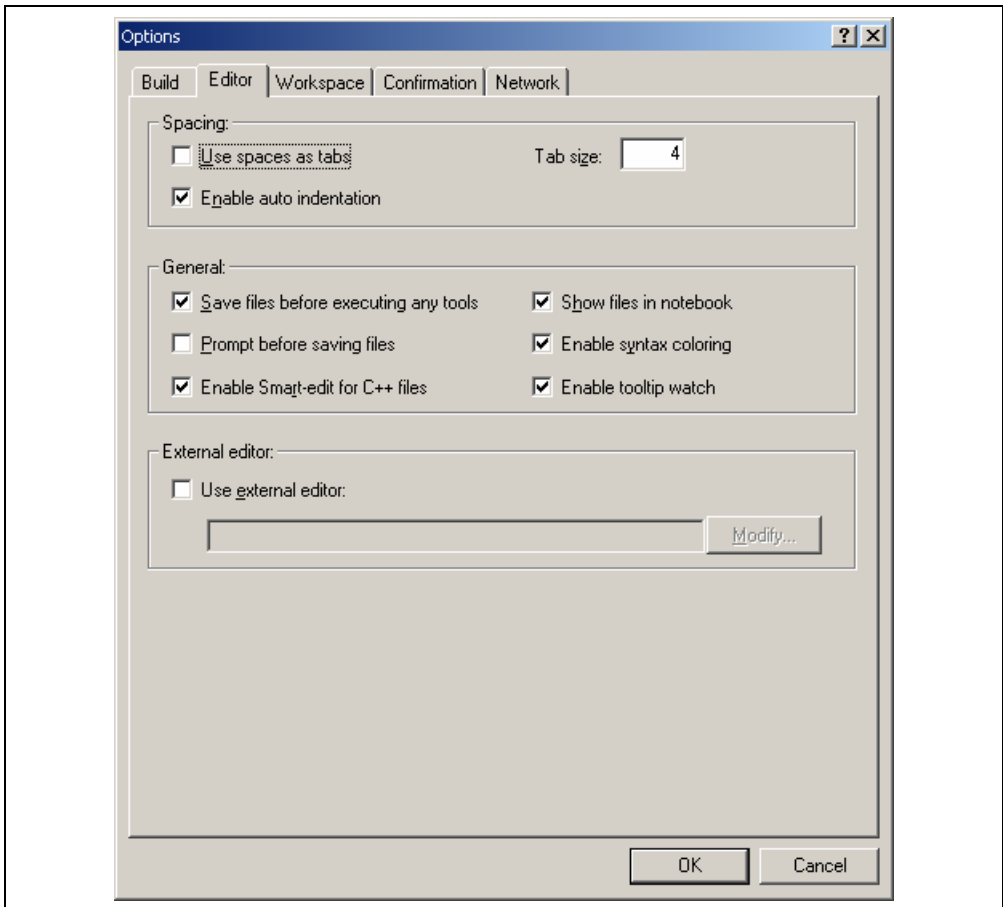 Options
Build Editor Workspace Confirmation Network
Spacing:
Use spaces as tabs Tab size: 4
Enable auto indentation
General:
Save files before executing any tools Show files in notebook
Prompt before saving files Enable syntax coloring
Enable Smart-edit for C++ files Enable tooltip watch
External editor:
Use external editor:
Modify...
OK Cancel